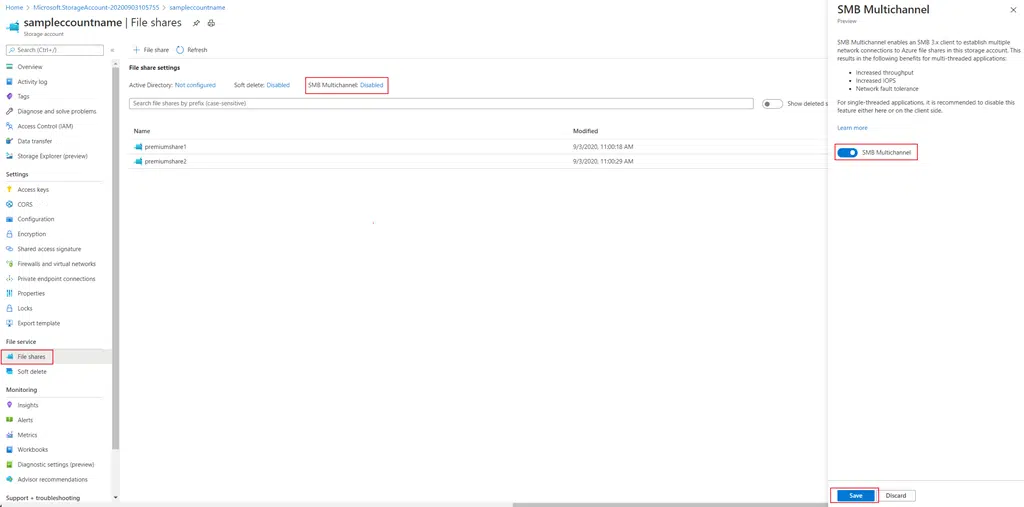 Home > Microsoft.StorageAccount-20200903105755 > sampleccountname
sampleccountname | File shares
Storage account
Search (Ctrl+/)
«
Overview
Activity log
Tags
Diagnose and solve problems
Access Control (IAM)
Data transfer
Storage Explorer (preview)
Settings
Access keys
CORS
Configuration
Encryption
Shared access signature
Firewalls and virtual networks
Private endpoint connections
Properties
Locks
Export template
File service
File shares
Soft delete
Monitoring
Insights
Alerts
Metrics
Workbooks
Diagnostic settings (preview)
Advisor recommendations
Support + troubleshooting
+ File share Refresh
File share settings
Active Directory: Not configured Soft delete: Disabled SMB Multichannel: Disabled
Search file shares by prefix (case-sensitive)
Show deleted s
Name Modified
premiumshare1 9/3/2020, 11:00:18 AM
premiumshare2 9/3/2020, 11:00:29 AM
SMB Multichannel
Preview
SMB Multichannel enables an SMB 3.x client to establish multiple
network connections to Azure file shares in this storage account. This
results in the following benefits for multi-threaded applications:
• Increased throughput
• Increased IOPS
• Network fault tolerance
For single-threaded applications, it is recommended to disable this
feature either here or on the client side.
Learn more
SMB Multichannel
Save Discard